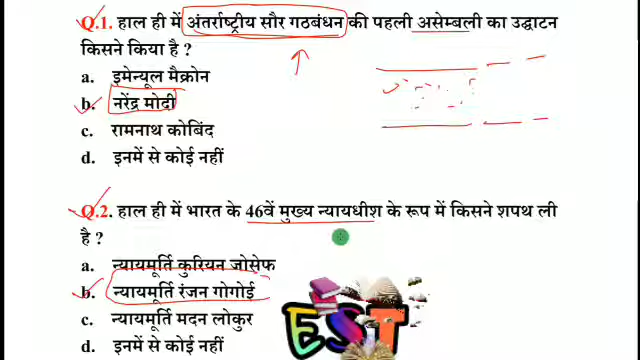 Q.1. हाल ही में अंतर्राष्ट्रीय सौर गठबंधन की पहली असेम्बली का उद्घाटन
किसने किया है ?
a. इमेन्यूल मैक्रोन
b. नरेंद्र मोदी
c. रामनाथ कोबिंद
d. इनमें से कोई नहीं
Q.2. हाल ही में भारत के 46वें मुख्य न्यायधीश के रूप में किसने शपथ ली
है ?
a. न्यायमूर्ति कुरियन जोसेफ
b. न्यायमूर्ति रंजन गोगोई
c. न्यायमूर्ति मदन लोकुर
d. इनमें से कोई नहीं
EST